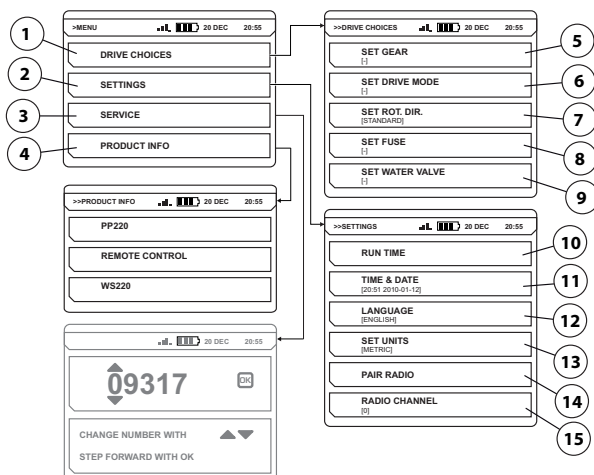 >MENU 20 DEC 20:55
1 DRIVE CHOICES
2 SETTINGS
3 SERVICE
4 PRODUCT INFO
>>PRODUCT INFO 20 DEC 20:55
PP220
REMOTE CONTROL
WS220
20 DEC 20:55
09317 OK
CHANGE NUMBER WITH
STEP FORWARD WITH OK
>>DRIVE CHOICES 20 DEC 20:55
SET GEAR 5
[-]
SET DRIVE MODE 6
[-]
SET ROT. DIR. 7
[STANDARD]
SET FUSE 8
[-]
SET WATER VALVE 9
[-]
>>SETTINGS 20 DEC 20:55
RUN TIME 10
TIME & DATE 11
[20:51 2010-01-12]
LANGUAGE 12
[ENGLISH]
SET UNITS 13
[METRIC]
PAIR RADIO 14
RADIO CHANNEL 15
[0]